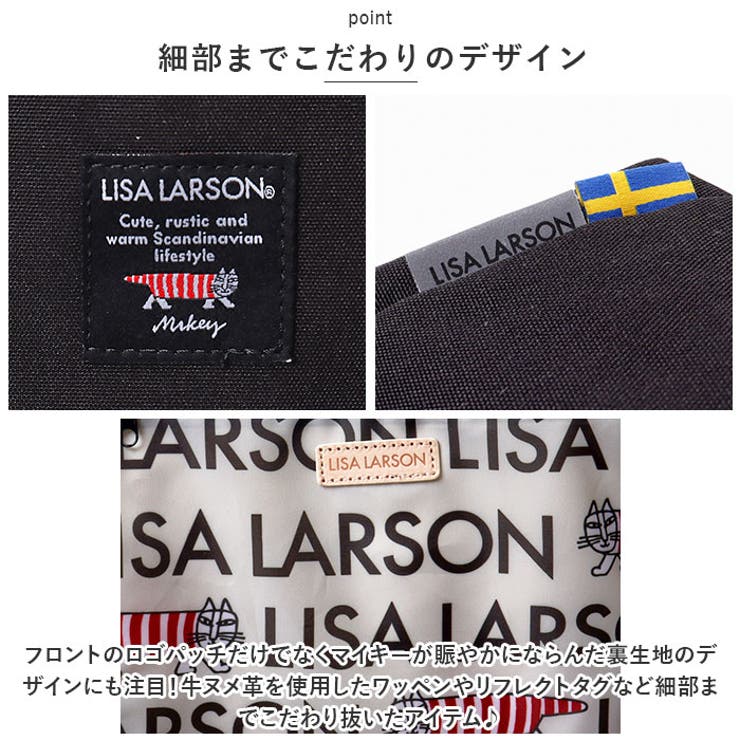 point
細部までこだわりのデザイン
LISA LARSON®
Cute, rustic and
warm Scandinavian
lifestyle
Mikey
LISA LARSON
LARSON LISA
LISA LARSON
ISA LARSON
LISA LARSON
フロントのロゴパッチだけでなくマイキーが賑やかにならんだ裏生地のデ
ザインにも注目!牛ヌメ革を使用したワッペンやリフレクトタグなど細部ま
でこだわり抜いたアイテム♪